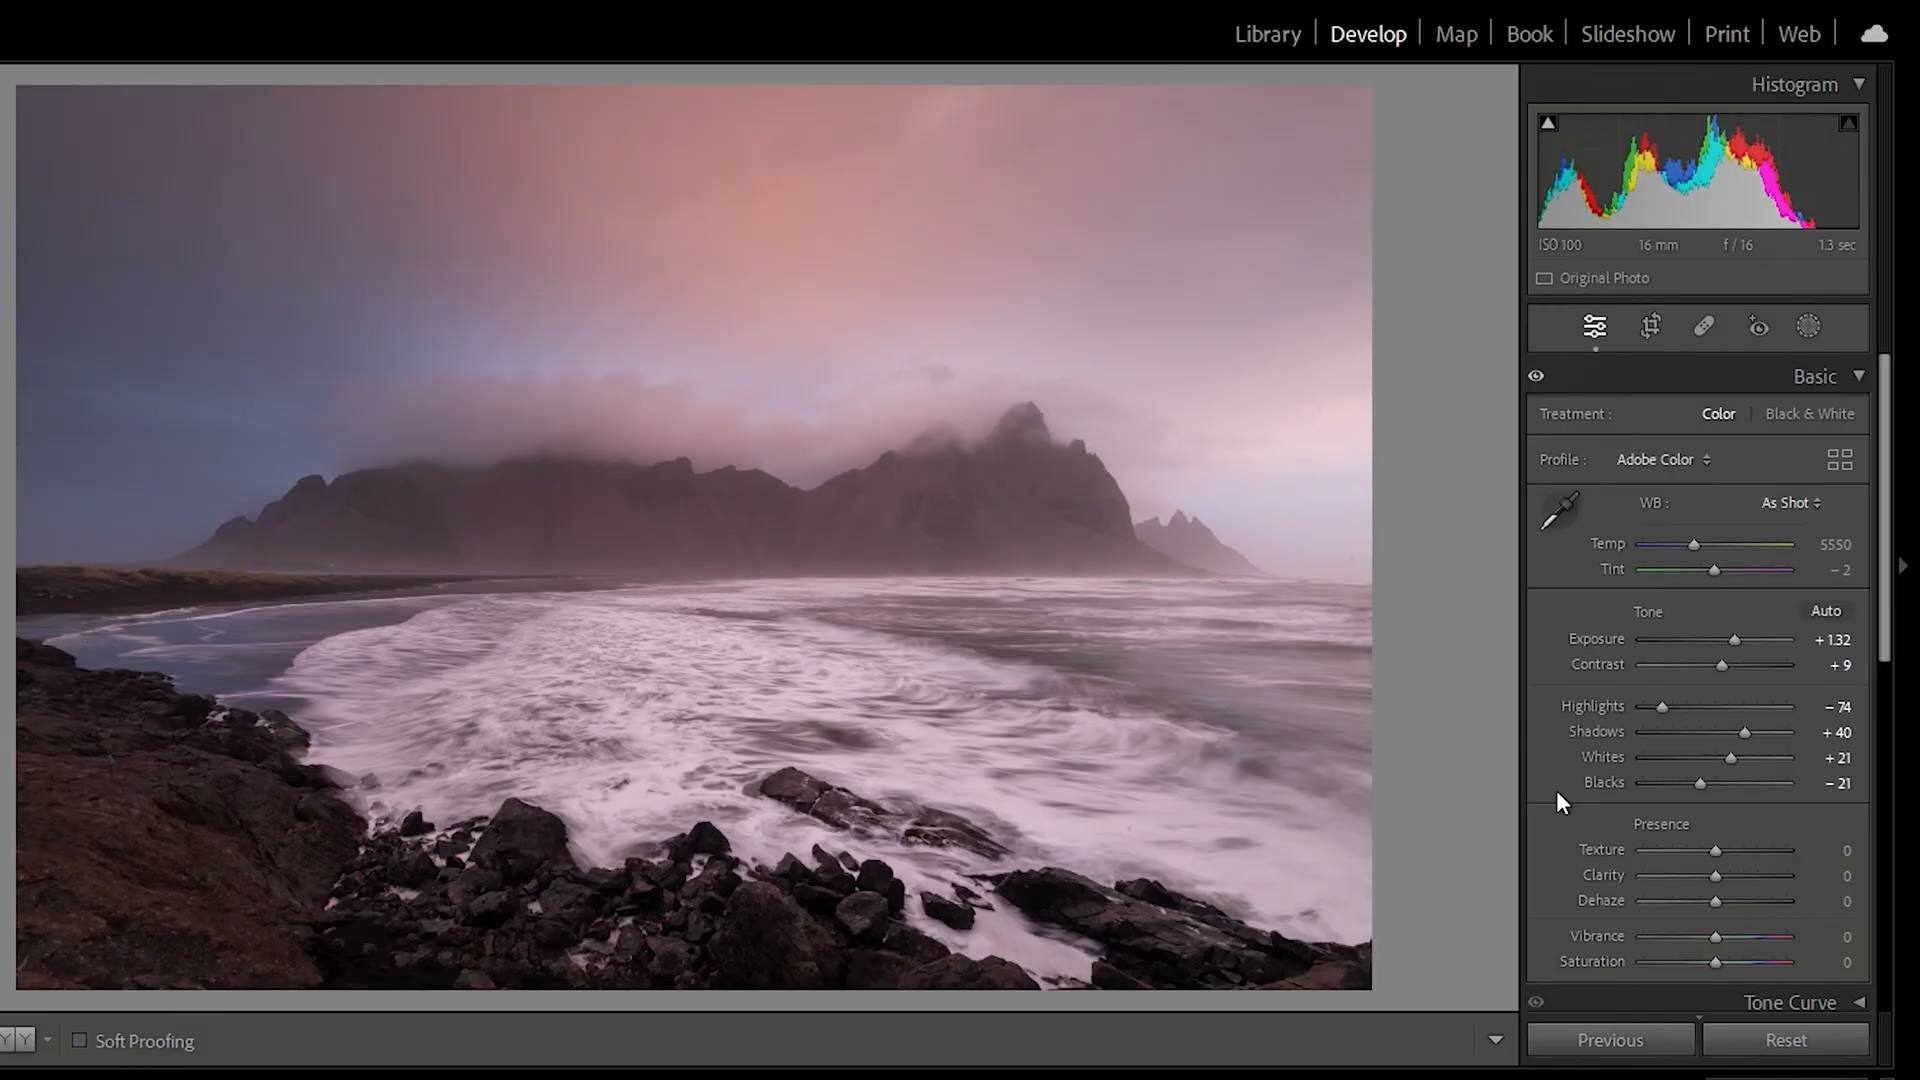 Library | Develop | Map | Book | Slideshow | Print | Web |
Histogram
ISO 100 16 mm f / 16 1.3 sec
Original Photo
Basic
Treatment : Color | Black & White
Profile : Adobe Color
WB : As Shot
Temp 5550
Tint – 2
Tone Auto
Exposure + 1.32
Contrast + 9
Highlights – 74
Shadows + 40
Whites + 21
Blacks – 21
Presence
Texture 0
Clarity 0
Dehaze 0
Vibrance 0
Saturation 0
Tone Curve
Y Y Soft Proofing
Previous Reset